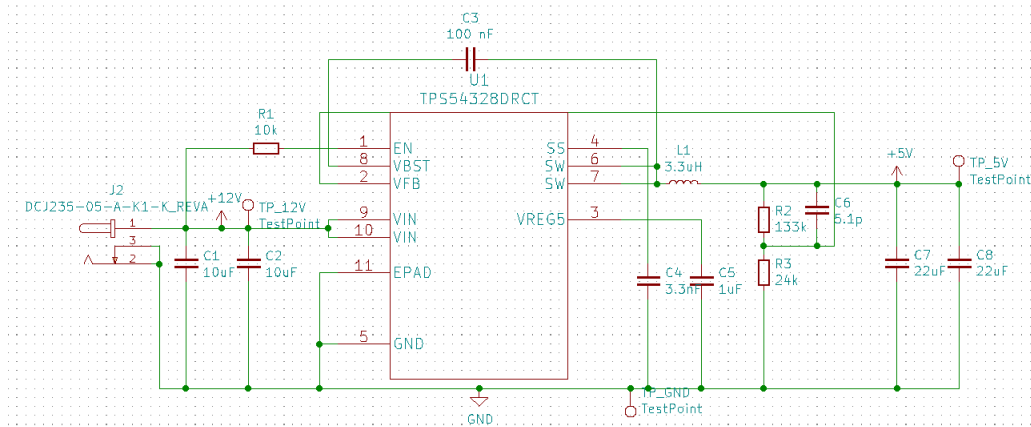 C3
100 nF
U1
TPS54328DRCT
R1
10k
1
EN
8
VBST
2
VFB
9
VIN
10
VIN
11
EPAD
5
GND
4
SS
6
SW
7
SW
3
VREG5
L1
3.3uH
+5V
TP_5V
TestPoint
J2
DCJ235-05-A-K1-K_REVA
1
3
2
+12V
TP_12V
TestPoint
C1
10uF
C2
10uF
R2
133k
C6
5.1p
R3
24k
C4
3.3nF
C5
1uF
C7
22uF
C8
22uF
TP_GND
TestPoint
GND